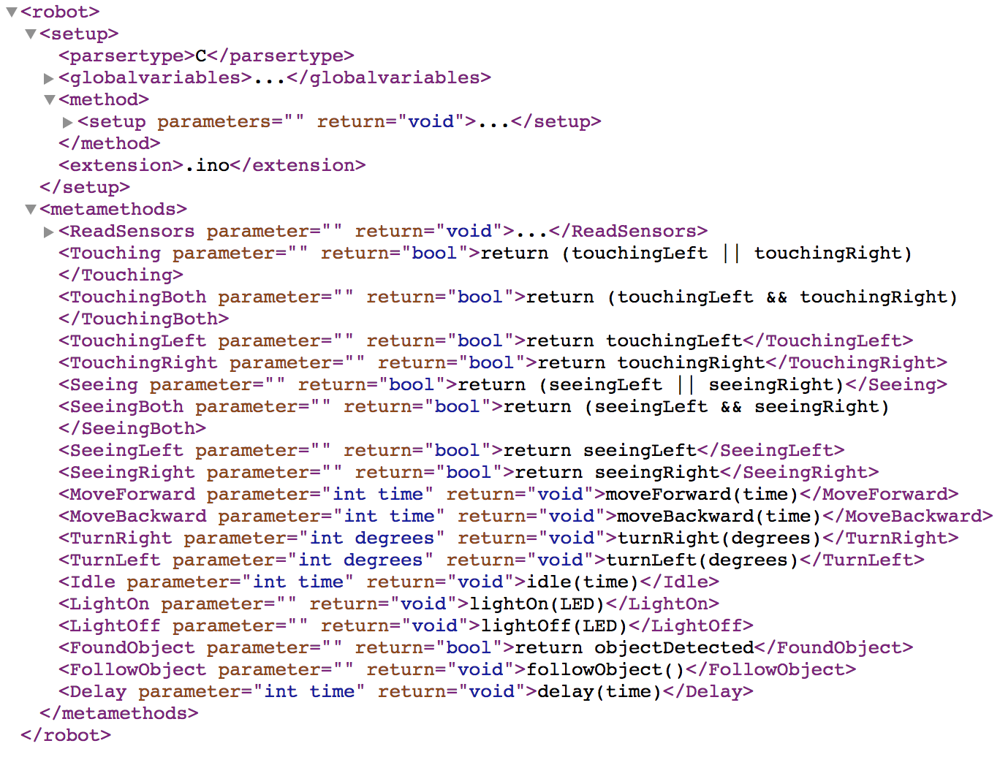 <robot>
<setup>
<parsertype>C</parsertype>
<globalvariables>...</globalvariables>
<method>
<setup parameters="" return="void">...</setup>
</method>
<extension>.ino</extension>
</setup>
<metamethods>
<ReadSensors parameter="" return="void">...</ReadSensors>
<Touching parameter="" return="bool">return (touchingLeft || touchingRight)
</Touching>
<TouchingBoth parameter="" return="bool">return (touchingLeft && touchingRight)
</TouchingBoth>
<TouchingLeft parameter="" return="bool">return touchingLeft</TouchingLeft>
<TouchingRight parameter="" return="bool">return touchingRight</TouchingRight>
<Seeing parameter="" return="bool">return (seeingLeft || seeingRight)</Seeing>
<SeeingBoth parameter="" return="bool">return (seeingLeft && seeingRight)
</SeeingBoth>
<SeeingLeft parameter="" return="bool">return seeingLeft</SeeingLeft>
<SeeingRight parameter="" return="bool">return seeingRight</SeeingRight>
<MoveForward parameter="int time" return="void">moveForward(time)</MoveForward>
<MoveBackward parameter="int time" return="void">moveBackward(time)</MoveBackward>
<TurnRight parameter="int degrees" return="void">turnRight(degrees)</TurnRight>
<TurnLeft parameter="int degrees" return="void">turnLeft(degrees)</TurnLeft>
<Idle parameter="int time" return="void">idle(time)</Idle>
<LightOn parameter="" return="void">lightOn(LED)</LightOn>
<LightOff parameter="" return="void">lightOff(LED)</LightOff>
<FoundObject parameter="" return="bool">return objectDetected</FoundObject>
<FollowObject parameter="" return="void">followObject()</FollowObject>
<Delay parameter="int time" return="void">delay(time)</Delay>
</metamethods>
</robot>